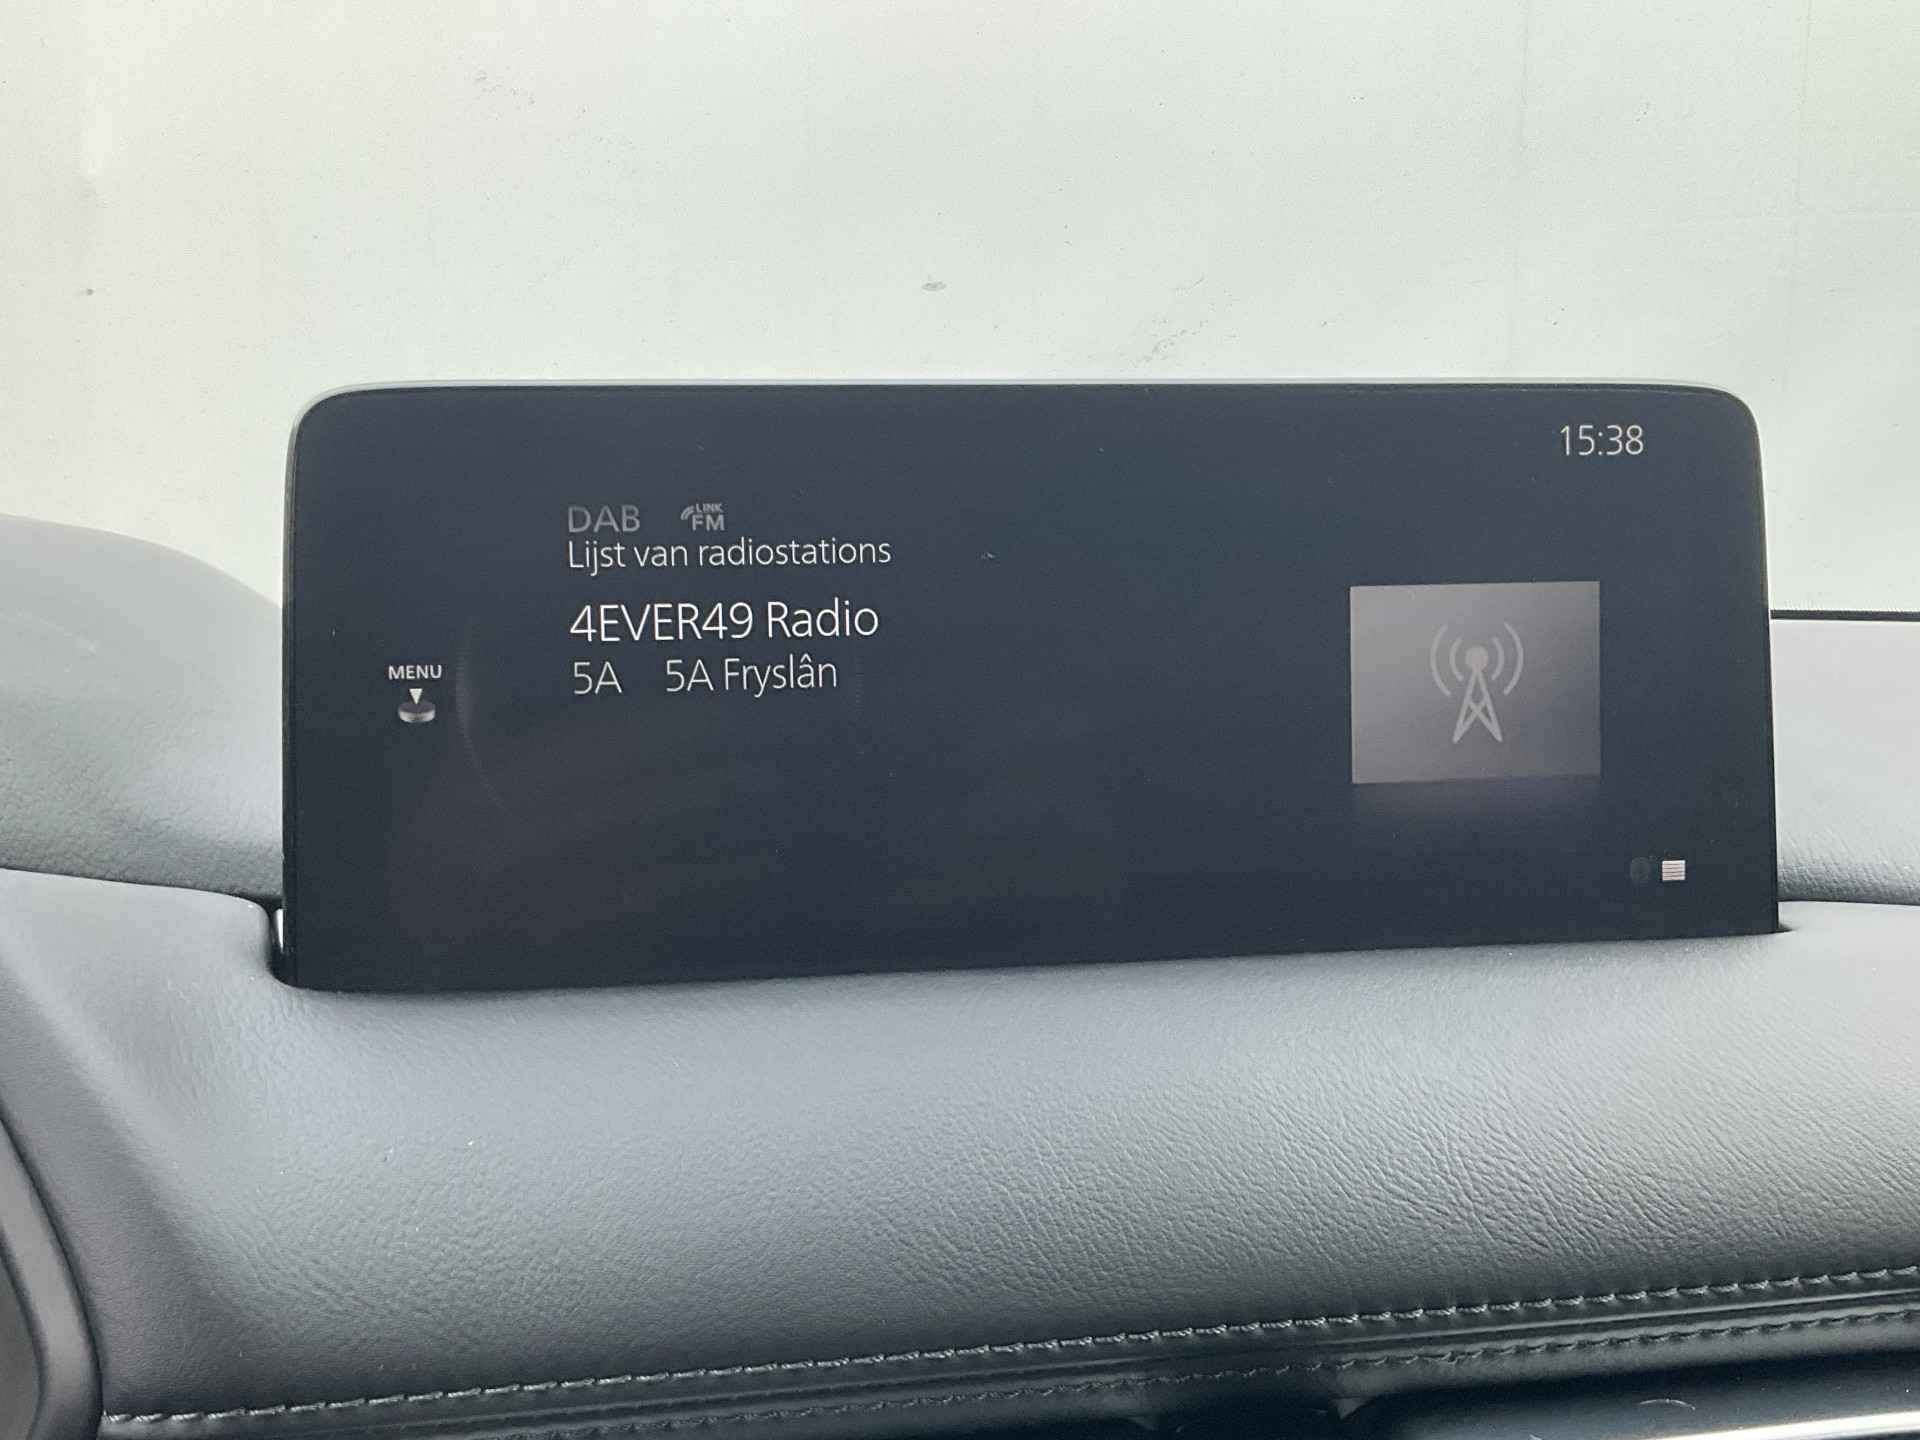 15:38
DAB LINK FM
Lijst van radiostations
4EVER49 Radio
5A 5A Fryslân
MENU